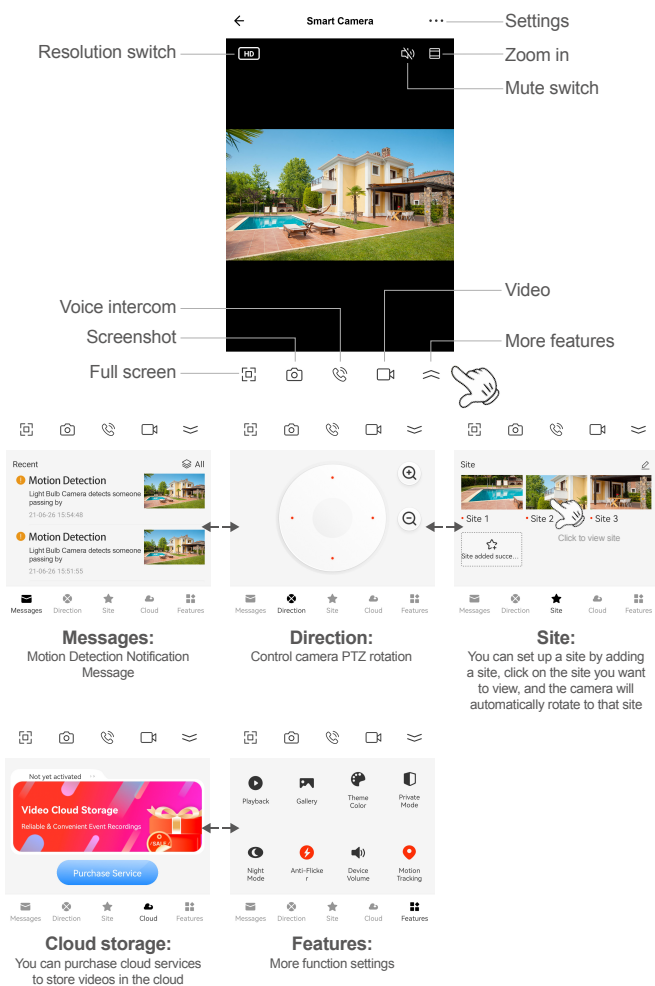 Smart Camera
Settings
Resolution switch
HD
Zoom in
Mute switch
Video
Voice intercom
Screenshot
More features
Full screen
Recent
All
Motion Detection
Light Bulb Camera detects someone
passing by
21-06-26 15:54:48
Motion Detection
Light Bulb Camera detects someone
passing by
21-06-26 15:51:55
Messages Direction Site Cloud Features
Messages:
Motion Detection Notification
Message
Messages Direction Site Cloud Features
Direction:
Control camera PTZ rotation
Site
Site 1 Site 2 Site 3
Click to view site
Site added succe...
Messages Direction Site Cloud Features
Site:
You can set up a site by adding
a site, click on the site you want
to view, and the camera will
automatically rotate to that site
Not yet activated
Video Cloud Storage
Reliable & Convenient Event Recordings
SALE
Purchase Service
Messages Direction Site Cloud Features
Cloud storage:
You can purchase cloud services
to store videos in the cloud
Playback Gallery Theme Color Private Mode
Night Mode Anti-Flicke
r Device Volume Motion Tracking
Messages Direction Site Cloud Features
Features:
More function settings